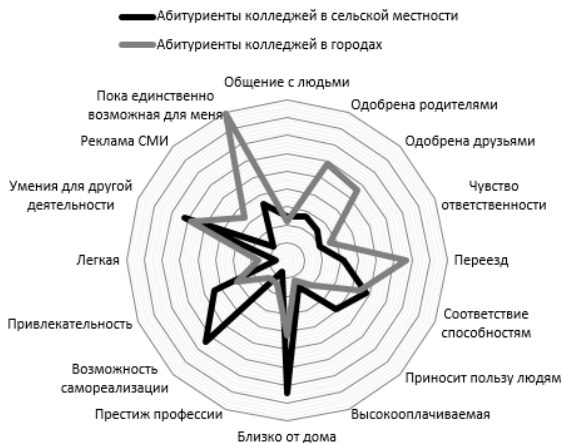 Абитуриенты колледжей в сельской местности
Абитуриенты колледжей в городах
Общение с людьми
Одобрена родителями
Одобрена друзьями
Чувство
ответственности
Переезд
Соответствие
способностям
Приносит пользу людям
Высокооплачиваемая
Близко от дома
Престиж профессии
Возможность
самореализации
Привлекательность
Легкая
Умения для другой
деятельности
Реклама СМИ
Пока единственно
возможная для меня